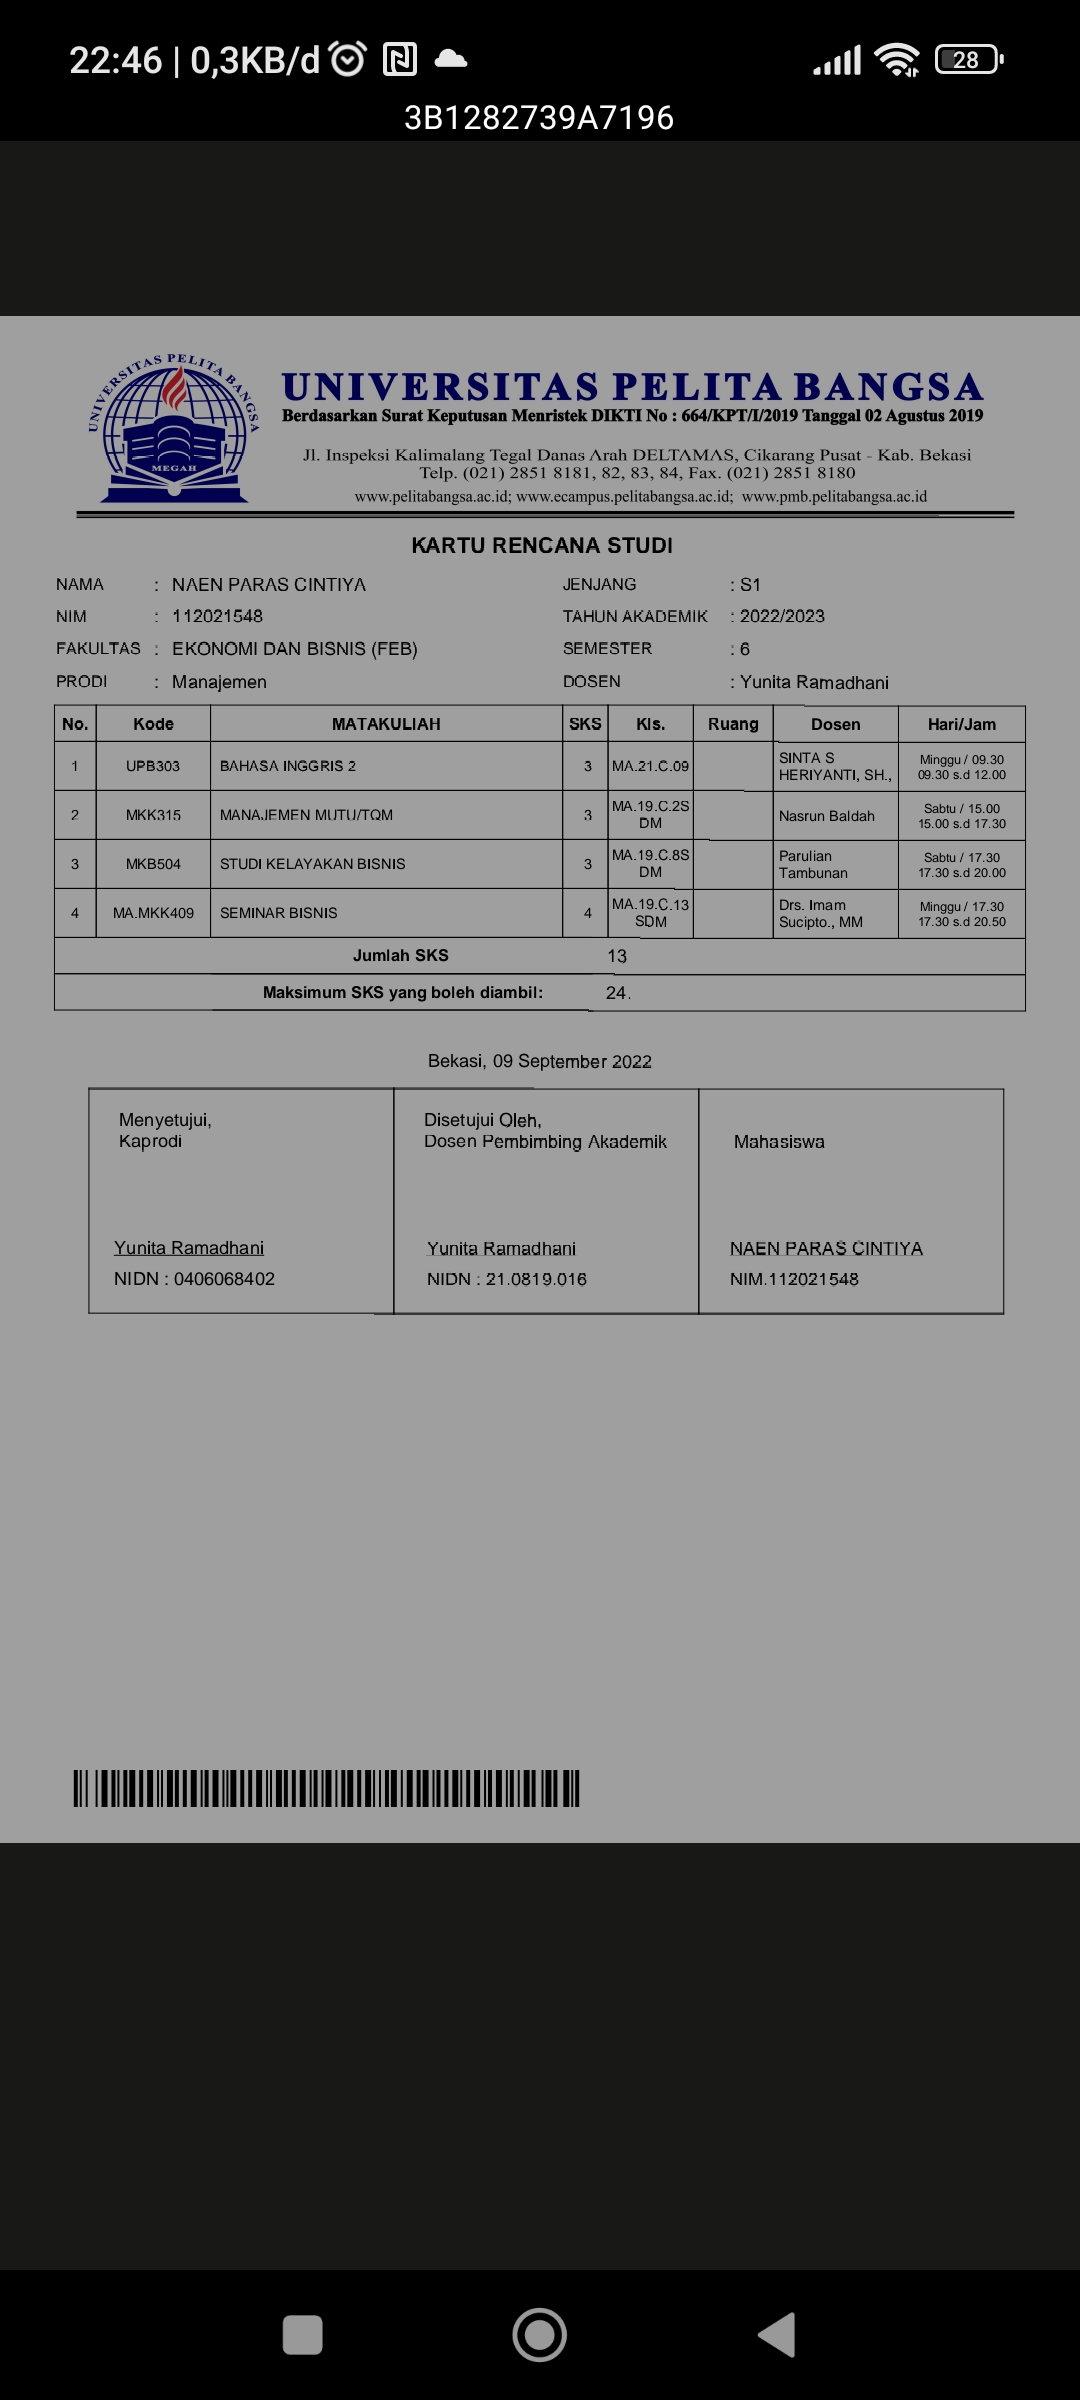 22:46 | 0,3KB/d
28
3B1282739A7196
UNIVERSITAS PELITA BANGSA
MEGAH
UNIVERSITAS PELITA BANGSA
Berdasarkan Surat Keputusan Menristek DIKTI No : 664/KPT/I/2019 Tanggal 02 Agustus 2019
Jl. Inspeksi Kalimalang Tegal Danas Arah DELTAMAS, Cikarang Pusat - Kab. Bekasi
Telp. (021) 2851 8181, 82, 83, 84, Fax. (021) 2851 8180
www.pelitabangsa.ac.id; www.ecampus.pelitabangsa.ac.id; www.pmb.pelitabangsa.ac.id
KARTU RENCANA STUDI
NAMA : NAEN PARAS CINTIYA JENJANG : S1
NIM : 112021548 TAHUN AKADEMIK : 2022/2023
FAKULTAS : EKONOMI DAN BISNIS (FEB) SEMESTER : 6
PRODI : Manajemen DOSEN : Yunita Ramadhani
No. Kode MATAKULIAH SKS Kls. Ruang Dosen Hari/Jam
1 UPB303 BAHASA INGGRIS 2 3 MA.21.C.09 SINTA S HERIYANTI, SH., Minggu / 09.30 09.30 s.d 12.00
2 MKK315 MANAJEMEN MUTU/TQM 3 MA.19.C.2S DM Nasrun Baldah Sabtu / 15.00 15.00 s.d 17.30
3 MKB504 STUDI KELAYAKAN BISNIS 3 MA.19.C.8S DM Parulian Tambunan Sabtu / 17.30 17.30 s.d 20.00
4 MA.MKK409 SEMINAR BISNIS 4 MA.19.C.13 SDM Drs. Imam Sucipto., MM Minggu / 17.30 17.30 s.d 20.50
Jumlah SKS 13
Maksimum SKS yang boleh diambil: 24.
Bekasi, 09 September 2022
Menyetujui,
Kaprodi
Yunita Ramadhani
NIDN : 0406068402
Disetujui Oleh,
Dosen Pembimbing Akademik
Yunita Ramadhani
NIDN : 21.0819.016
Mahasiswa
NAEN PARAS CINTIYA
NIM.112021548